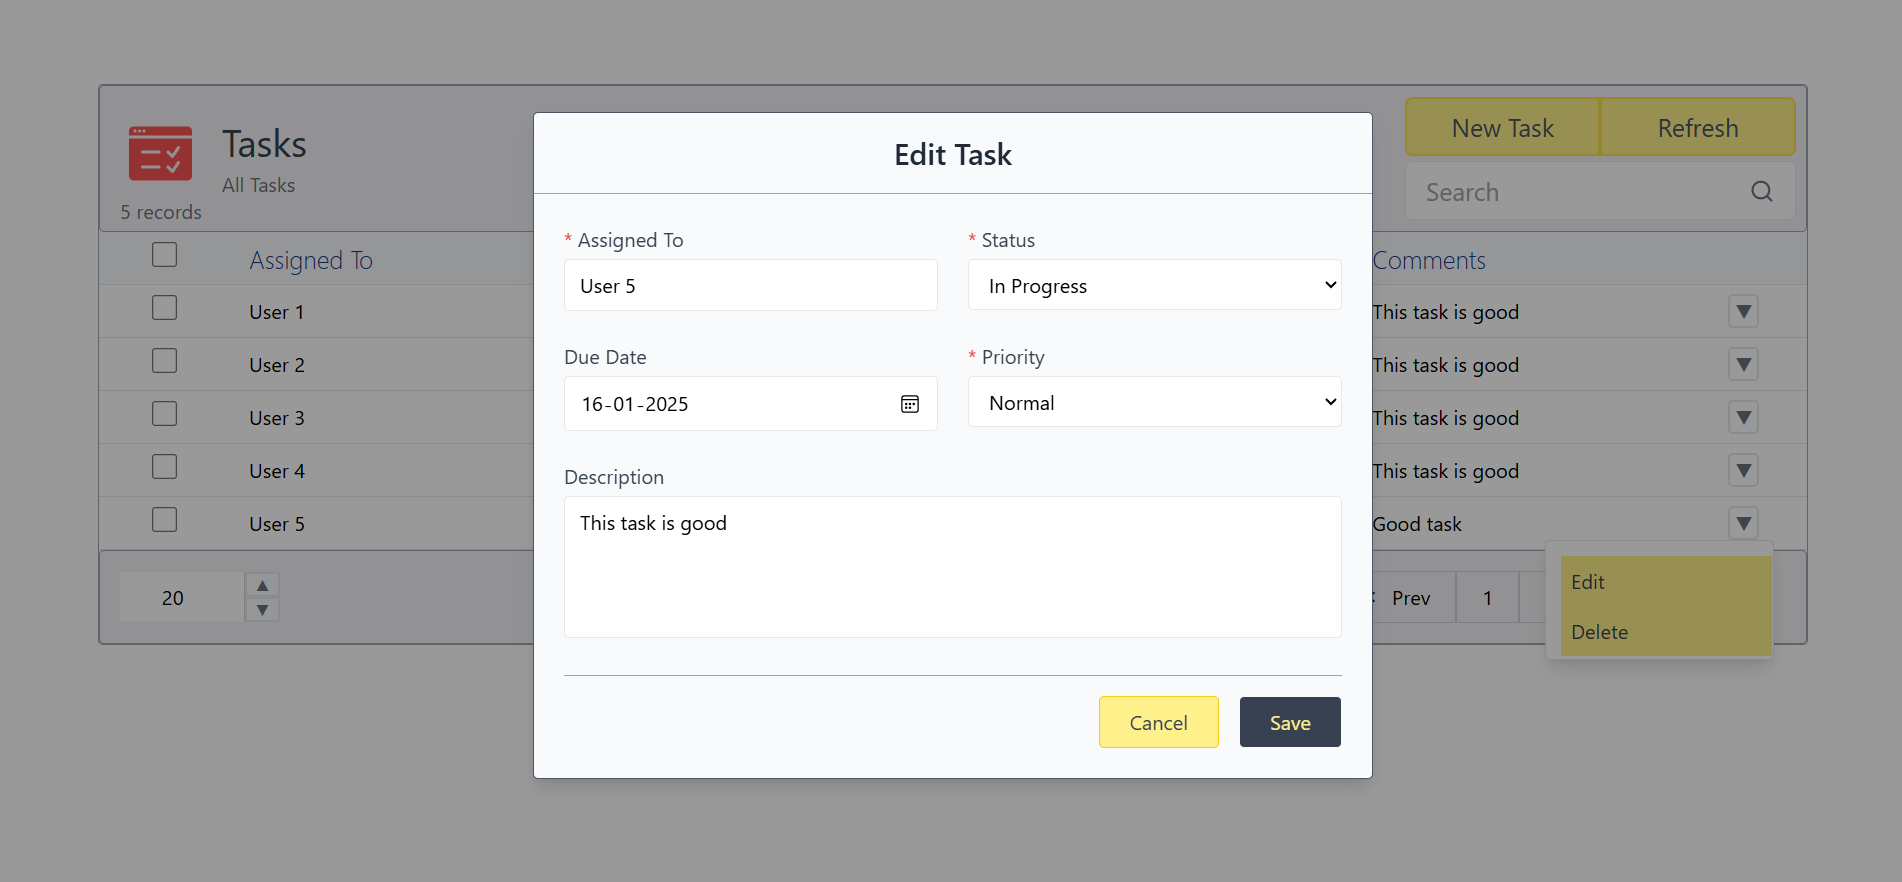 Tasks
All Tasks
5 records
New Task
Refresh
Search
Assigned To
Comments
User 1
This task is good
▼
User 2
This task is good
▼
User 3
This task is good
▼
User 4
This task is good
▼
User 5
Good task
▼
Edit
Delete
20
▲
▼
Prev
1
Edit Task
* Assigned To
* Status
User 5
In Progress
Due Date
* Priority
16-01-2025
Normal
Description
This task is good
Cancel
Save